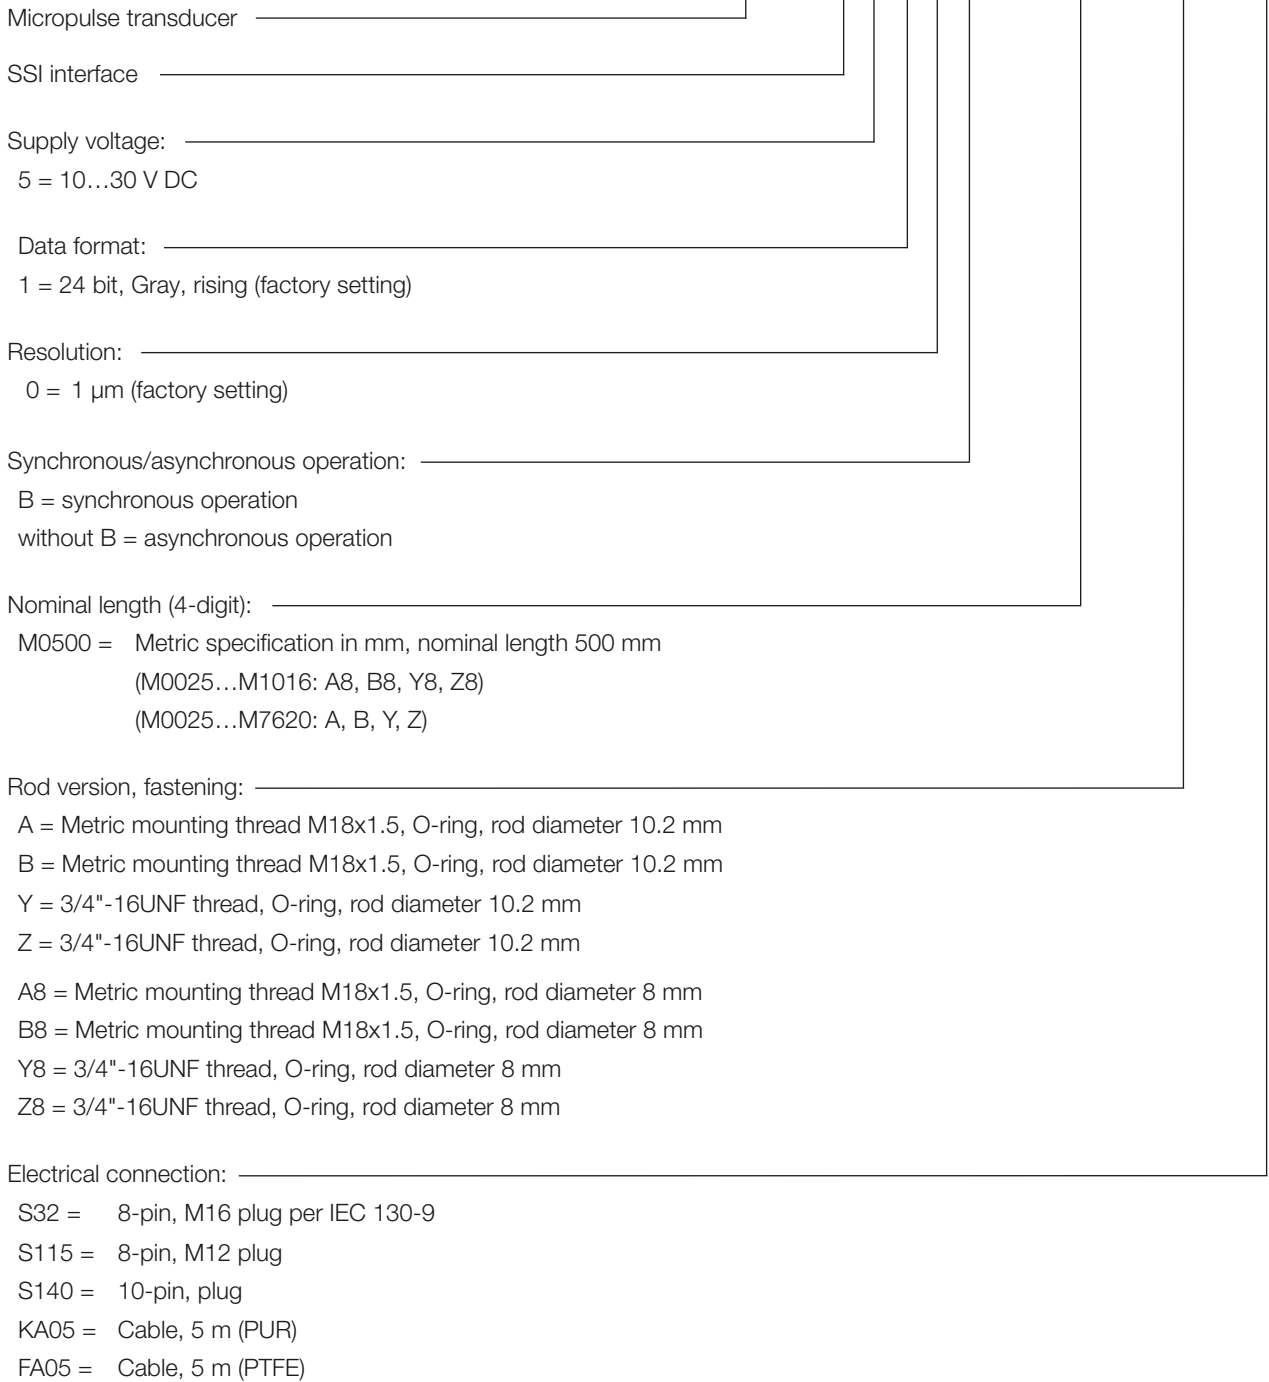 Micropulse transducer
SSI interface
Supply voltage:
5 = 10…30 V DC
Data format:
1 = 24 bit, Gray, rising (factory setting)
Resolution:
0 = 1 µm (factory setting)
Synchronous/asynchronous operation:
B = synchronous operation
without B = asynchronous operation
Nominal length (4-digit):
M0500 = Metric specification in mm, nominal length 500 mm
(M0025…M1016: A8, B8, Y8, Z8)
(M0025…M7620: A, B, Y, Z)
Rod version, fastening:
A = Metric mounting thread M18x1.5, O-ring, rod diameter 10.2 mm
B = Metric mounting thread M18x1.5, O-ring, rod diameter 10.2 mm
Y = 3/4"-16UNF thread, O-ring, rod diameter 10.2 mm
Z = 3/4"-16UNF thread, O-ring, rod diameter 10.2 mm
A8 = Metric mounting thread M18x1.5, O-ring, rod diameter 8 mm
B8 = Metric mounting thread M18x1.5, O-ring, rod diameter 8 mm
Y8 = 3/4"-16UNF thread, O-ring, rod diameter 8 mm
Z8 = 3/4"-16UNF thread, O-ring, rod diameter 8 mm
Electrical connection:
S32 = 8-pin, M16 plug per IEC 130-9
S115 = 8-pin, M12 plug
S140 = 10-pin, plug
KA05 = Cable, 5 m (PUR)
FA05 = Cable, 5 m (PTFE)